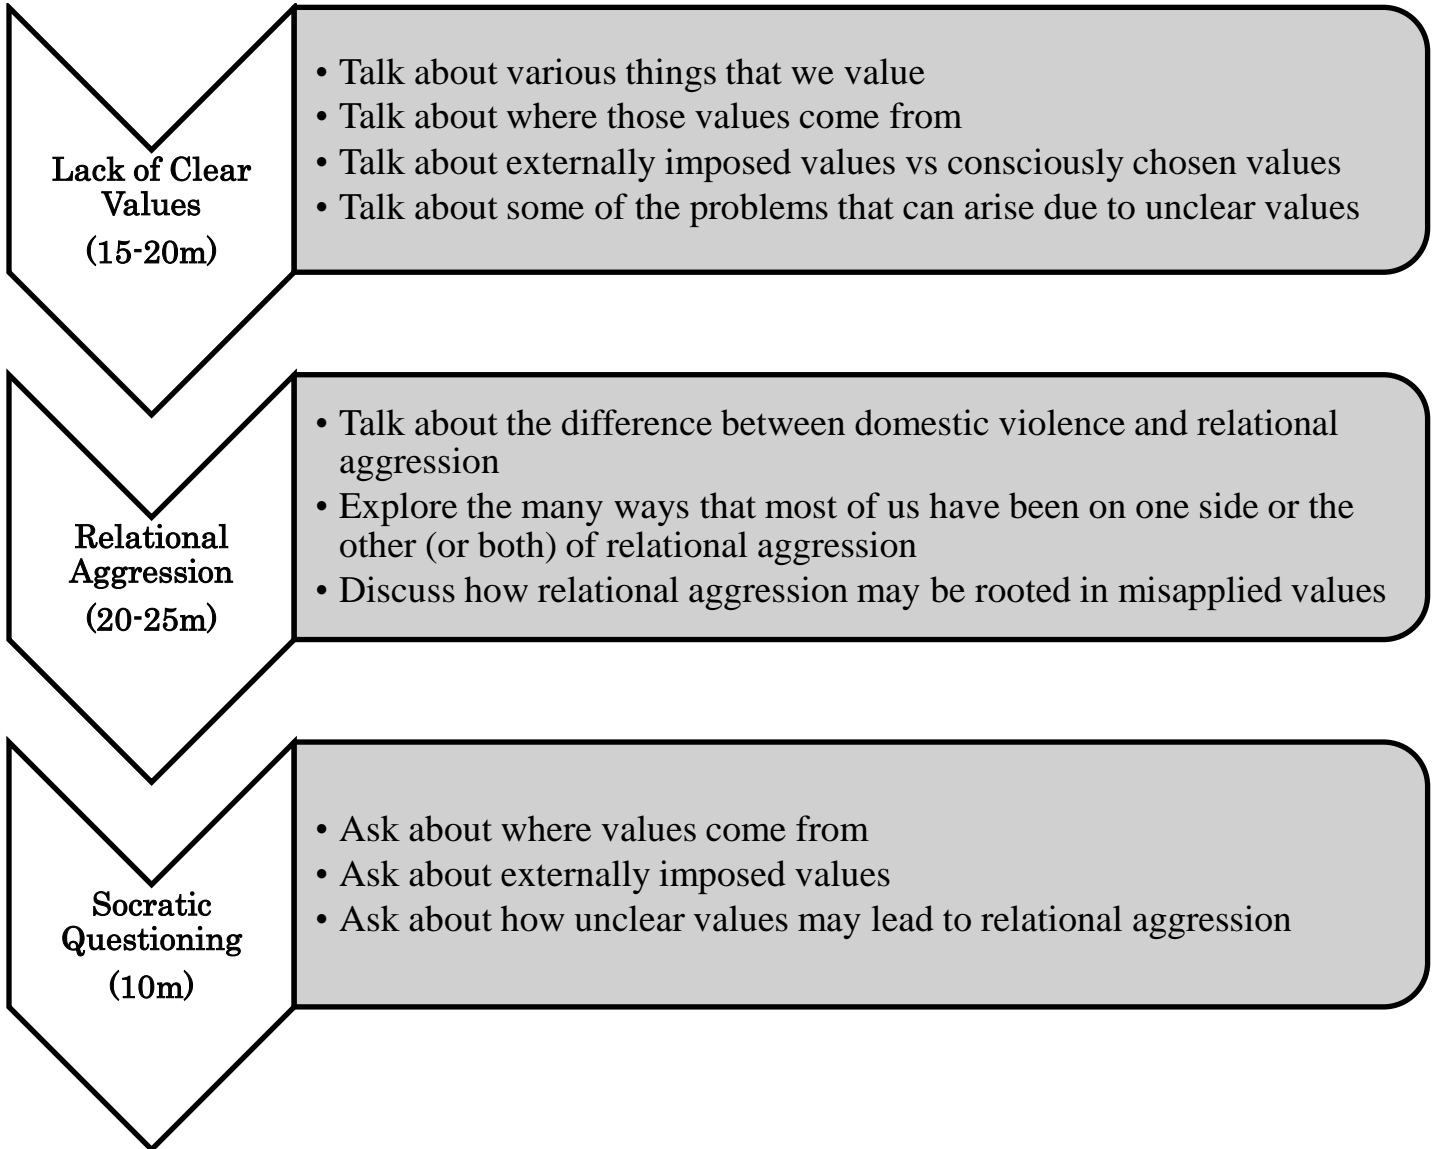 Lack of Clear
Values
(15-20m)
• Talk about various things that we value
• Talk about where those values come from
• Talk about externally imposed values vs consciously chosen values
• Talk about some of the problems that can arise due to unclear values
Relational
Aggression
(20-25m)
• Talk about the difference between domestic violence and relational
aggression
• Explore the many ways that most of us have been on one side or the
other (or both) of relational aggression
• Discuss how relational aggression may be rooted in misapplied values
Socratic
Questioning
(10m)
• Ask about where values come from
• Ask about externally imposed values
• Ask about how unclear values may lead to relational aggression